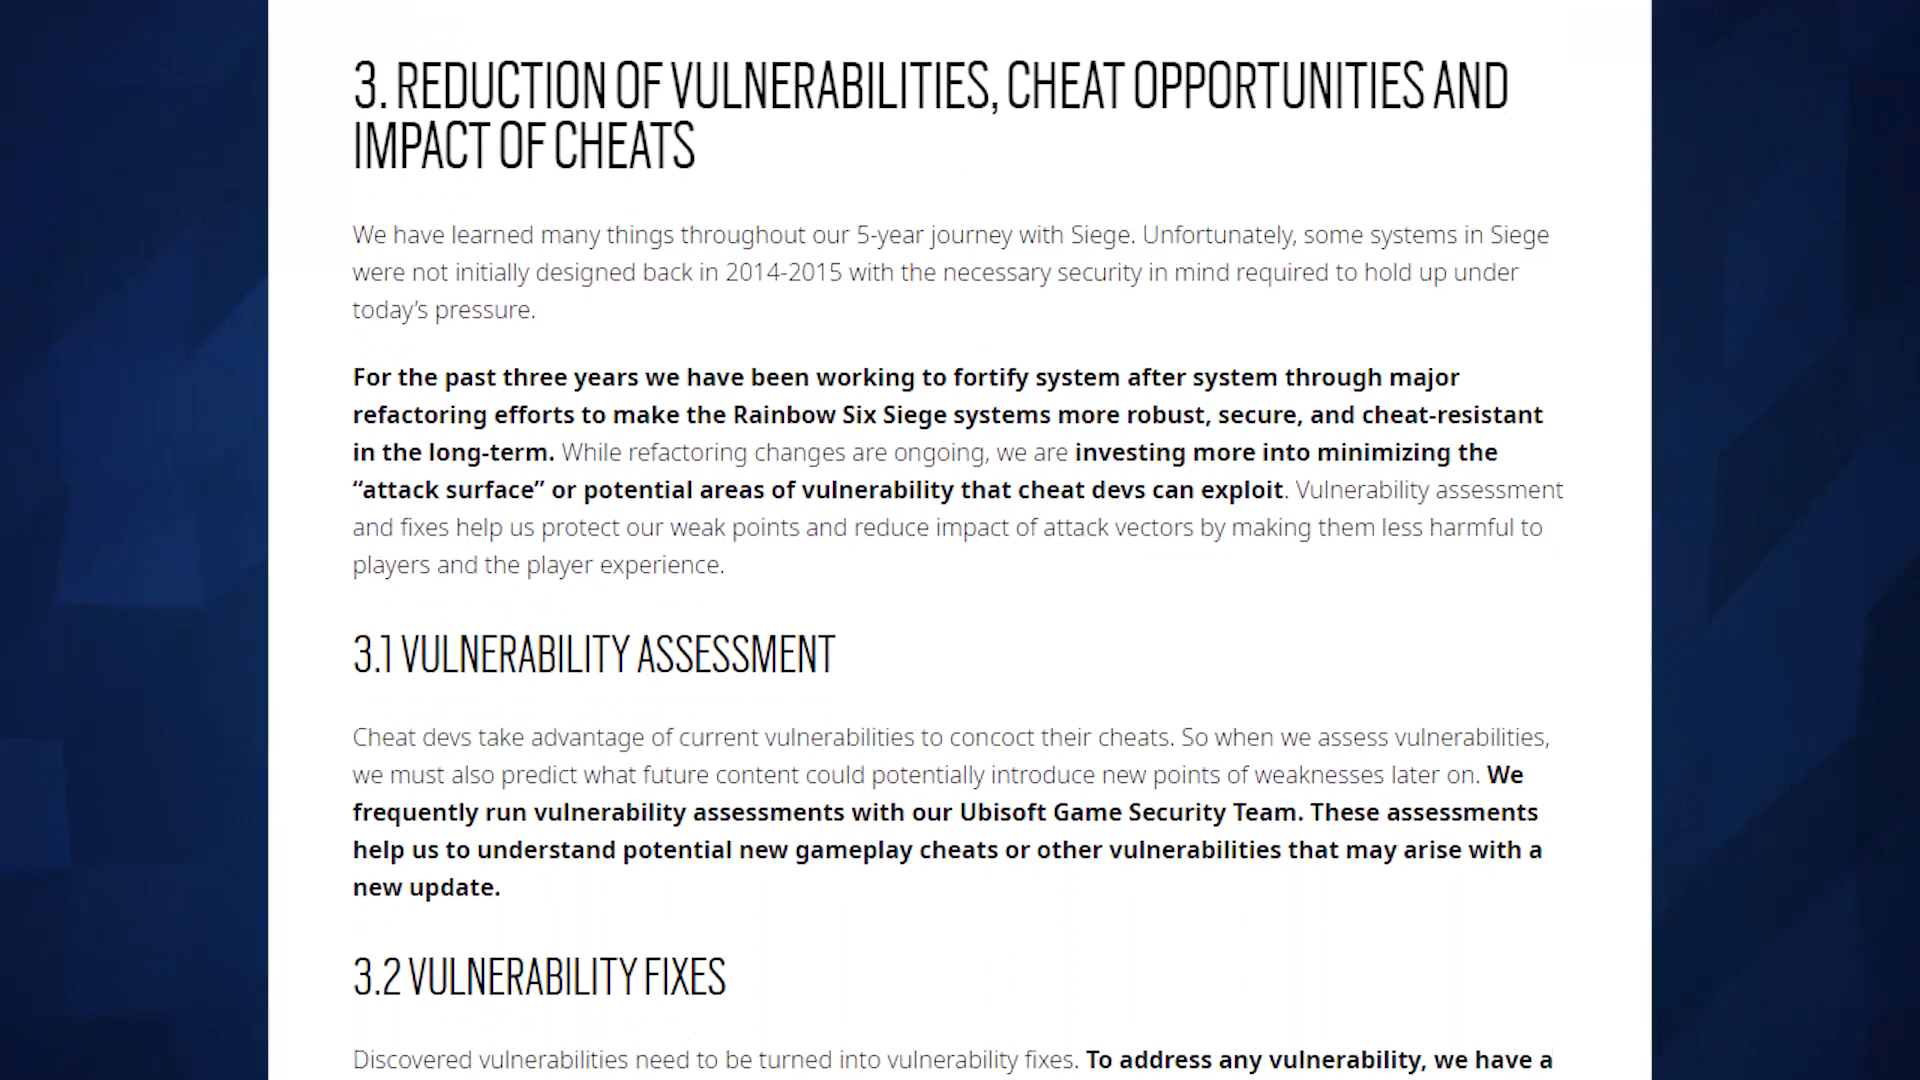 3. REDUCTION OF VULNERABILITIES, CHEAT OPPORTUNITIES AND
IMPACT OF CHEATS
We have learned many things throughout our 5-year journey with Siege. Unfortunately, some systems in Siege
were not initially designed back in 2014-2015 with the necessary security in mind required to hold up under
today’s pressure.
For the past three years we have been working to fortify system after system through major
refactoring efforts to make the Rainbow Six Siege systems more robust, secure, and cheat-resistant
in the long-term. While refactoring changes are ongoing, we are investing more into minimizing the
“attack surface” or potential areas of vulnerability that cheat devs can exploit. Vulnerability assessment
and fixes help us protect our weak points and reduce impact of attack vectors by making them less harmful to
players and the player experience.
3.1 VULNERABILITY ASSESSMENT
Cheat devs take advantage of current vulnerabilities to concoct their cheats. So when we assess vulnerabilities,
we must also predict what future content could potentially introduce new points of weaknesses later on. We
frequently run vulnerability assessments with our Ubisoft Game Security Team. These assessments
help us to understand potential new gameplay cheats or other vulnerabilities that may arise with a
new update.
3.2 VULNERABILITY FIXES
Discovered vulnerabilities need to be turned into vulnerability fixes. To address any vulnerability, we have a